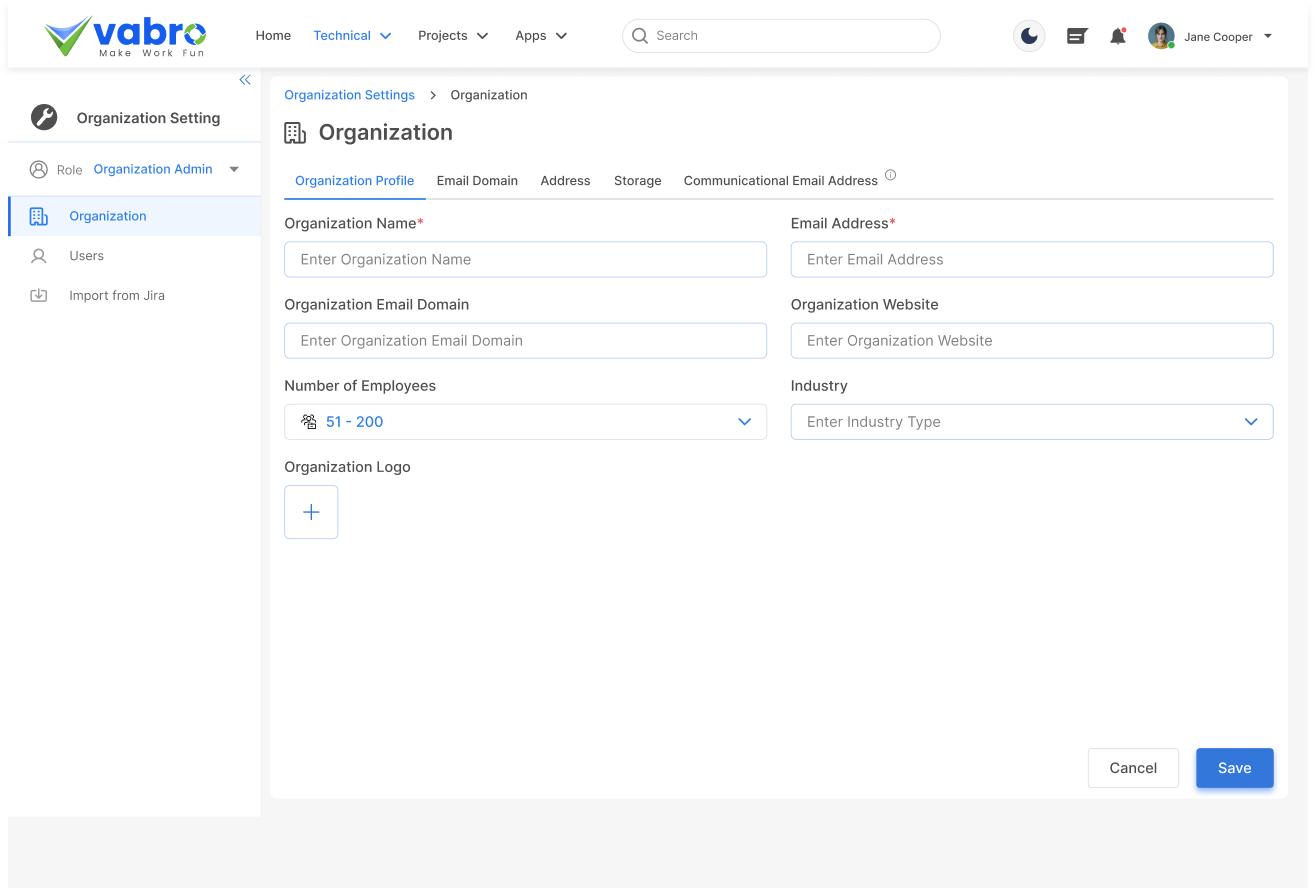 vabro
Make Work Fun
Home Technical Projects Apps
Search
Jane Cooper
Organization Setting
Role Organization Admin
Organization
Users
Import from Jira
Organization Settings > Organization
Organization
Organization Profile Email Domain Address Storage Communicational Email Address
Organization Name* Email Address*
Enter Organization Name Enter Email Address
Organization Email Domain Organization Website
Enter Organization Email Domain Enter Organization Website
Number of Employees Industry
51 - 200 Enter Industry Type
Organization Logo
Cancel Save